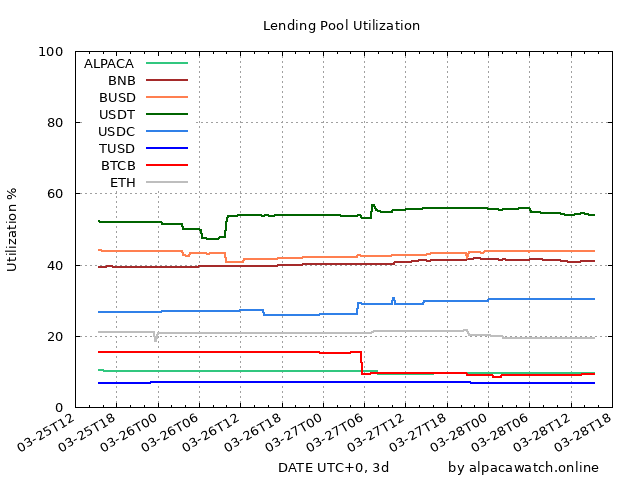 Lending Pool Utilization
100
80
60
40
20
0
Utilization %
ALPACA
BNB
BUSD
USDT
USDC
TUSD
BTCB
ETH
03-25T12
03-25T18
03-26T00
03-26T06
03-26T12
03-26T18
03-27T00
03-27T06
03-27T12
03-27T18
03-28T00
03-28T06
03-28T12
03-28T18
DATE UTC+0, 3d
by alpacawatch.online